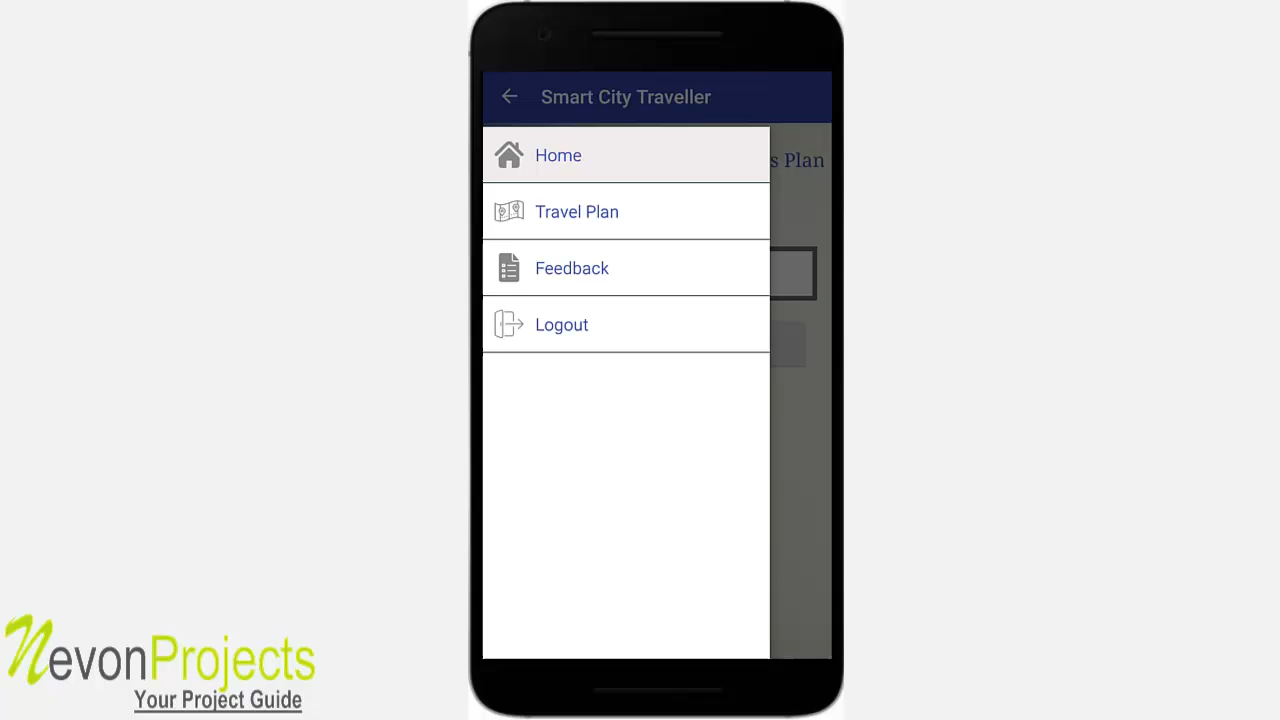 Smart City Traveller
Home
s Plan
Travel Plan
Feedback
Logout
NevonProjects
Your Project Guide